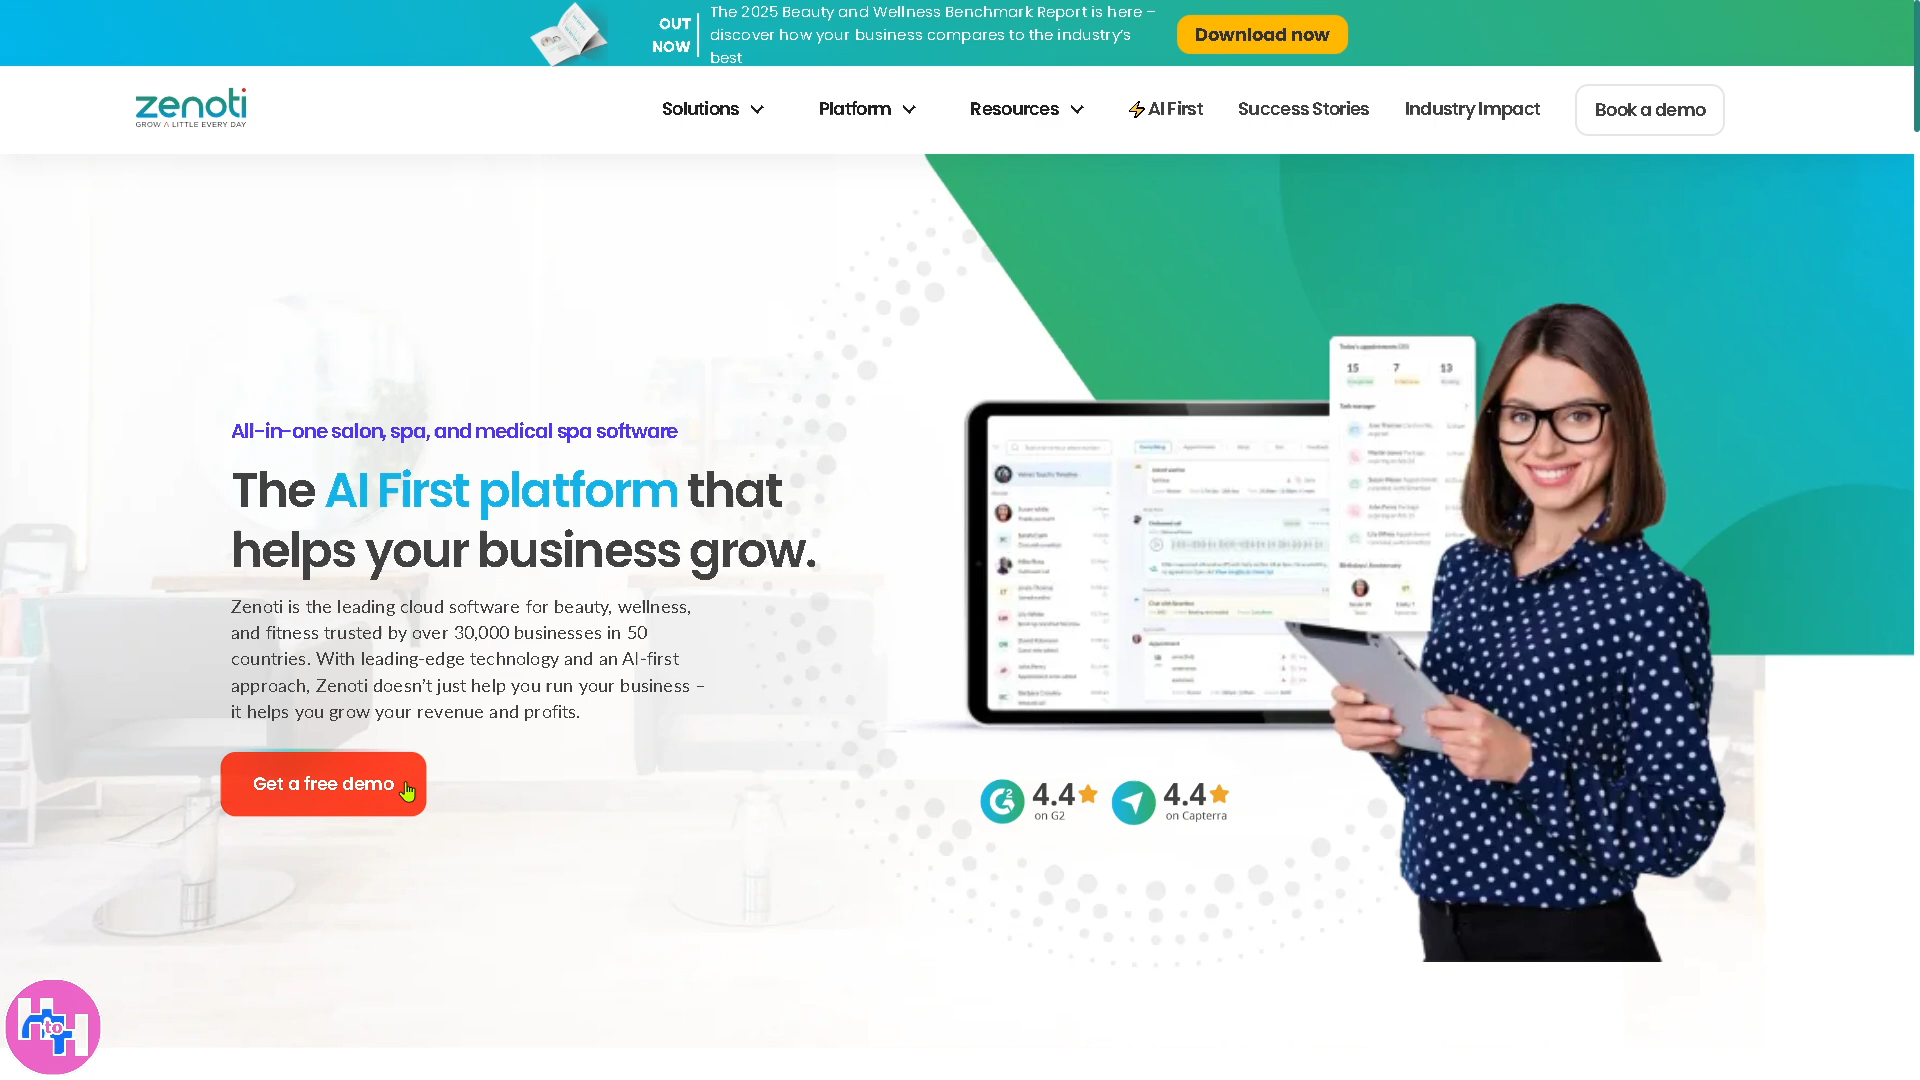 OUT
NOW
The 2025 Beauty and Wellness Benchmark Report is here –
discover how your business compares to the industry's
best
Download now
zenoti
GROW A LITTLE EVERY DAY
Solutions
Platform
Resources
AI First
Success Stories
Industry Impact
Book a demo
All-in-one salon, spa, and medical spa software
The AI First platform that
helps your business grow.
Zenoti is the leading cloud software for beauty, wellness,
and fitness trusted by over 30,000 businesses in 50
countries. With leading-edge technology and an AI-first
approach, Zenoti doesn't just help you run your business –
it helps you grow your revenue and profits.
Get a free demo
15 7 13
4.4
on G2
4.4
on Capterra
H to H